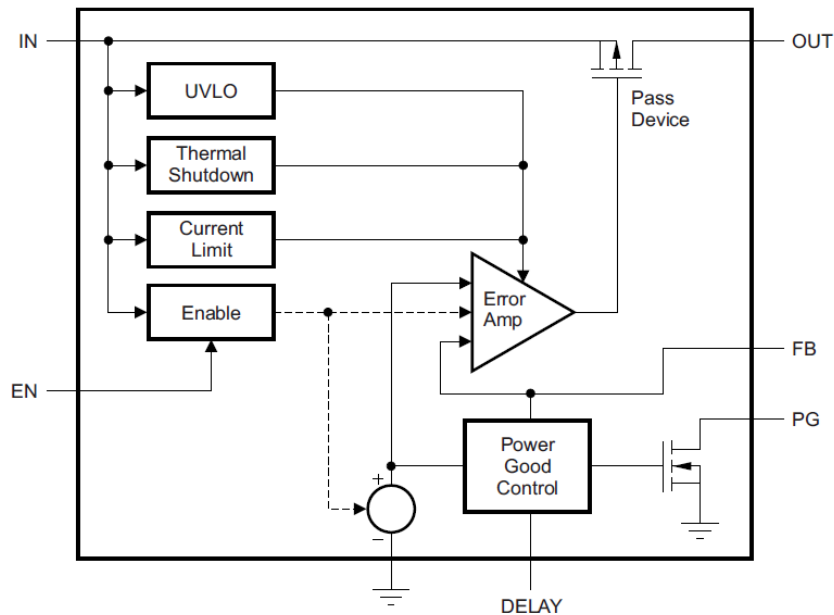 IN
OUT
UVLO
Pass
Device
Thermal
Shutdown
Current
Limit
Error
Amp
Enable
FB
EN
PG
Power
Good
Control
+
−
DELAY